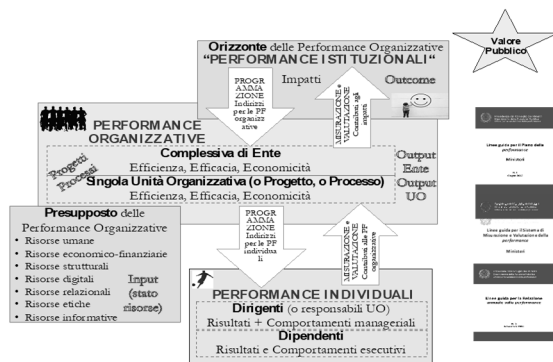 Orizzonte delle Performance Organizzative
"PERFORMANCE ISTITUZIONALI"
Impatti
Outcome
Valore
Pubblico
PROGR
AMMA
ZIONE
Indirizzi
per le PF
organizz
ative
MISURAZIONE e
VALUTAZIONE
Contributi agli
impatti
PERFORMANCE
ORGANIZZATIVE
Progetti
Processi
Complessiva di Ente
Efficienza, Efficacia, Economicità
Singola Unità Organizzativa (o Progetto, o Processo)
Efficienza, Efficacia, Economicità
Output
Ente
Output
UO
Presupposto delle
Performance Organizzative
• Risorse umane
• Risorse economico-finanziarie
• Risorse strutturali
• Risorse digitali
• Risorse relazionali
• Risorse etiche
• Risorse informative
Input
(stato
risorse)
PROGR
AMMA
ZIONE
Indirizzi
per le PF
individua
li
MISURAZIONE e
VALUTAZIONE
Contributi alle PF
organizzative
PERFORMANCE INDIVIDUALI
Dirigenti (o responsabili UO)
Risultati + Comportamenti manageriali
Dipendenti
Risultati e Comportamenti esecutivi
Linee guida per il Piano della
performance
Ministeri
Linee guida per il Sistema di
Misurazione e Valutazione della
performance
Ministeri
Linee guida per la Relazione
annuale sulla performance